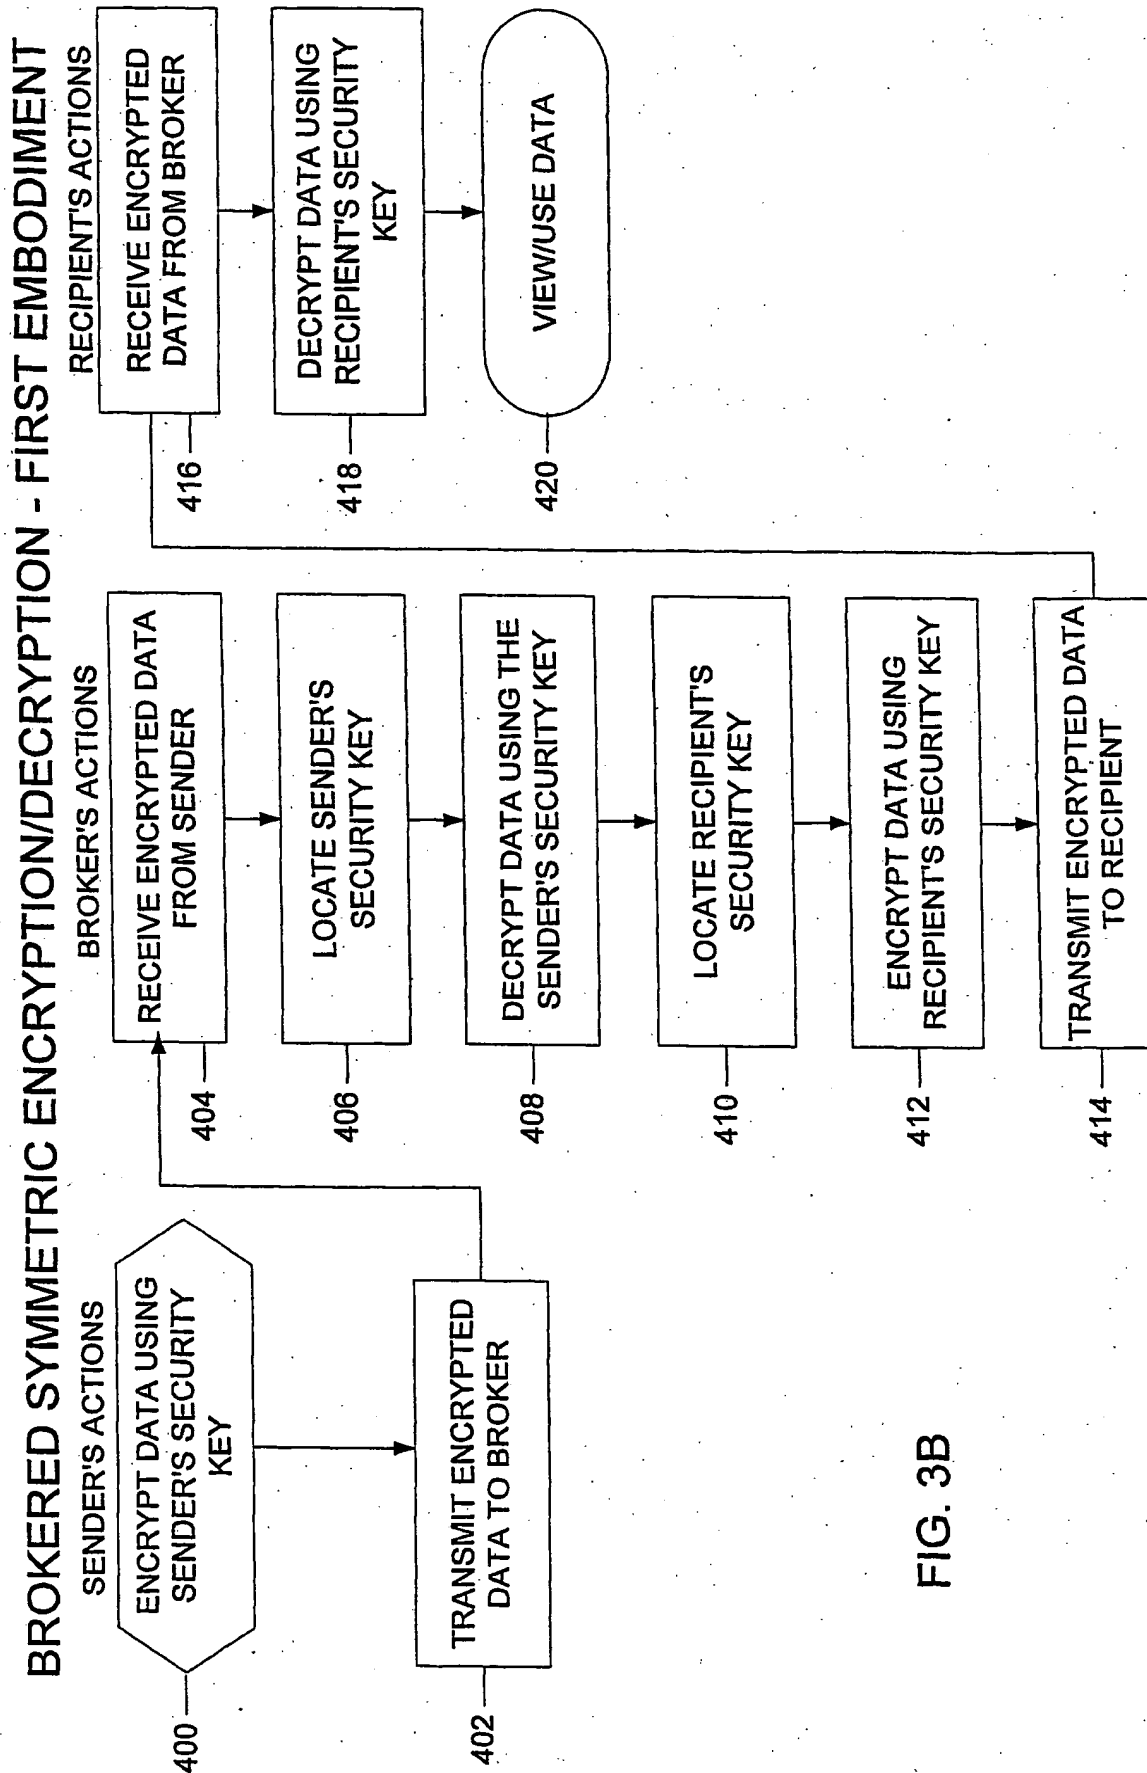 BROKERED SYMMETRIC ENCRYPTION/DECRYPTION - FIRST EMBODIMENT
SENDER'S ACTIONS
ENCRYPT DATA USING
SENDER'S SECURITY
KEY
400
TRANSMIT ENCRYPTED
DATA TO BROKER
402
BROKER'S ACTIONS
RECEIVE ENCRYPTED DATA
FROM SENDER
404
LOCATE SENDER'S
SECURITY KEY
406
DECRYPT DATA USING THE
SENDER'S SECURITY KEY
408
LOCATE RECIPIENT'S
SECURITY KEY
410
ENCRYPT DATA USING
RECIPIENT'S SECURITY KEY
412
TRANSMIT ENCRYPTED DATA
TO RECIPIENT
414
RECIPIENT'S ACTIONS
RECEIVE ENCRYPTED
DATA FROM BROKER
416
DECRYPT DATA USING
RECIPIENT'S SECURITY
KEY
418
VIEW/USE DATA
420
FIG. 3B